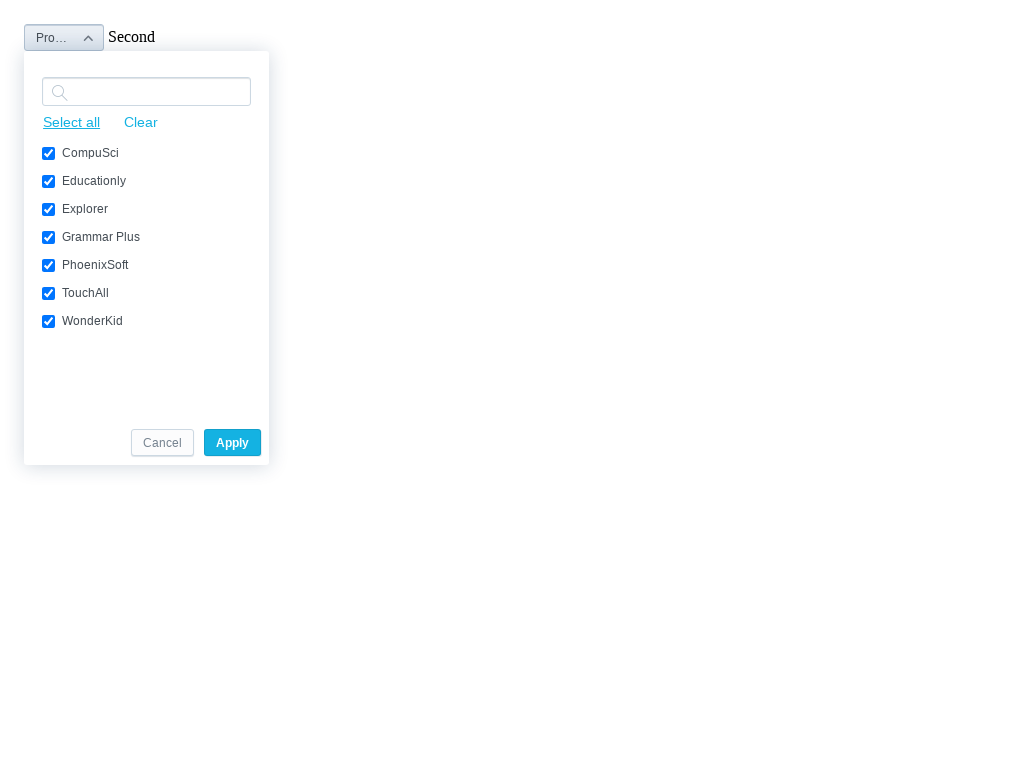 Pro… Second
Select all Clear
CompuSci
Educationly
Explorer
Grammar Plus
PhoenixSoft
TouchAll
WonderKid
Cancel Apply